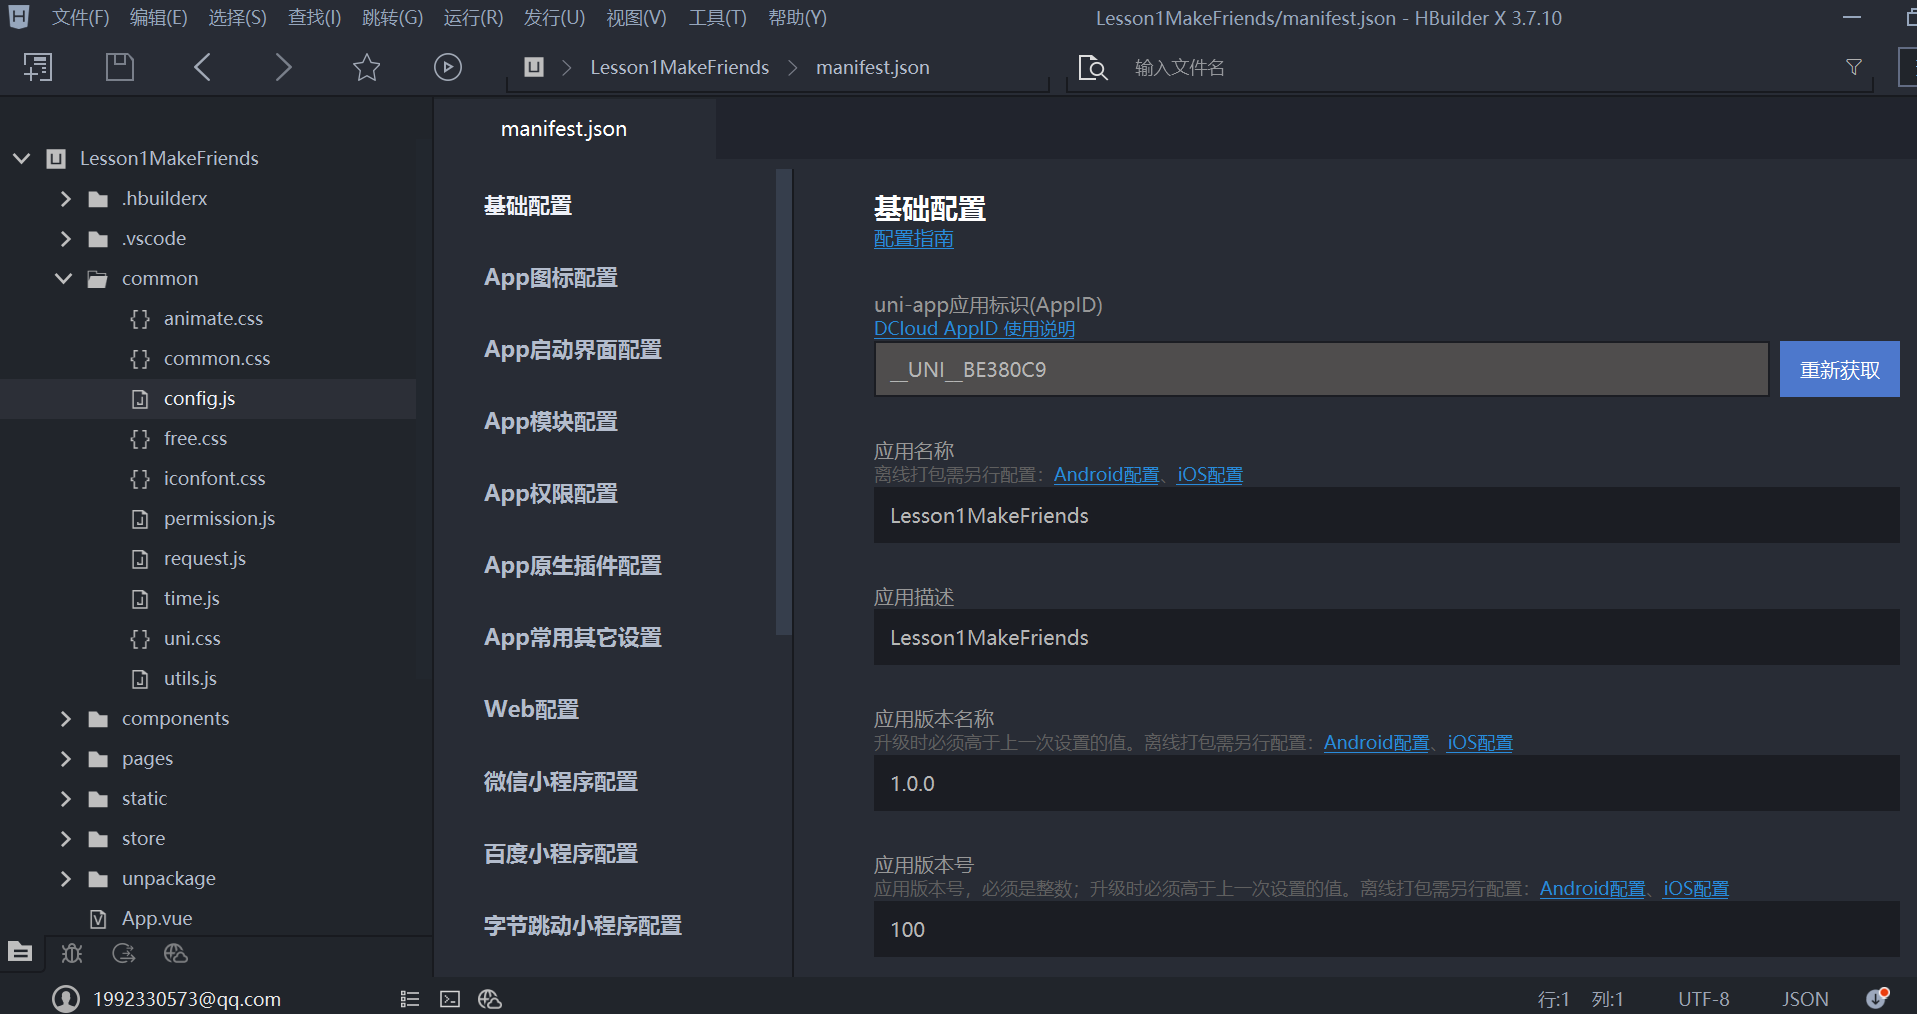 文件(F) 编辑(E) 选择(S) 查找(I) 跳转(G) 运行(R) 发行(U) 视图(V) 工具(T) 帮助(Y) Lesson1MakeFriends/manifest.json - HBuilder X 3.7.10
Lesson1MakeFriends manifest.json 输入文件名
manifest.json
Lesson1MakeFriends
.hbuilderx
.vscode
common
animate.css
common.css
config.js
free.css
iconfont.css
permission.js
request.js
time.js
uni.css
utils.js
components
pages
static
store
unpackage
App.vue
基础配置
App图标配置
App启动界面配置
App模块配置
App权限配置
App原生插件配置
App常用其它设置
Web配置
微信小程序配置
百度小程序配置
字节跳动小程序配置
基础配置
配置指南
uni-app应用标识(AppID)
DCloud AppID 使用说明
__UNI__BE380C9 重新获取
应用名称
离线打包需另行配置：Android配置、iOS配置
Lesson1MakeFriends
应用描述
Lesson1MakeFriends
应用版本名称
升级时必须高于上一次设置的值。离线打包需另行配置：Android配置、iOS配置
1.0.0
应用版本号
应用版本号，必须是整数；升级时必须高于上一次设置的值。离线打包需另行配置：Android配置、iOS配置
100
1992330573@qq.com 行:1 列:1 UTF-8 JSON